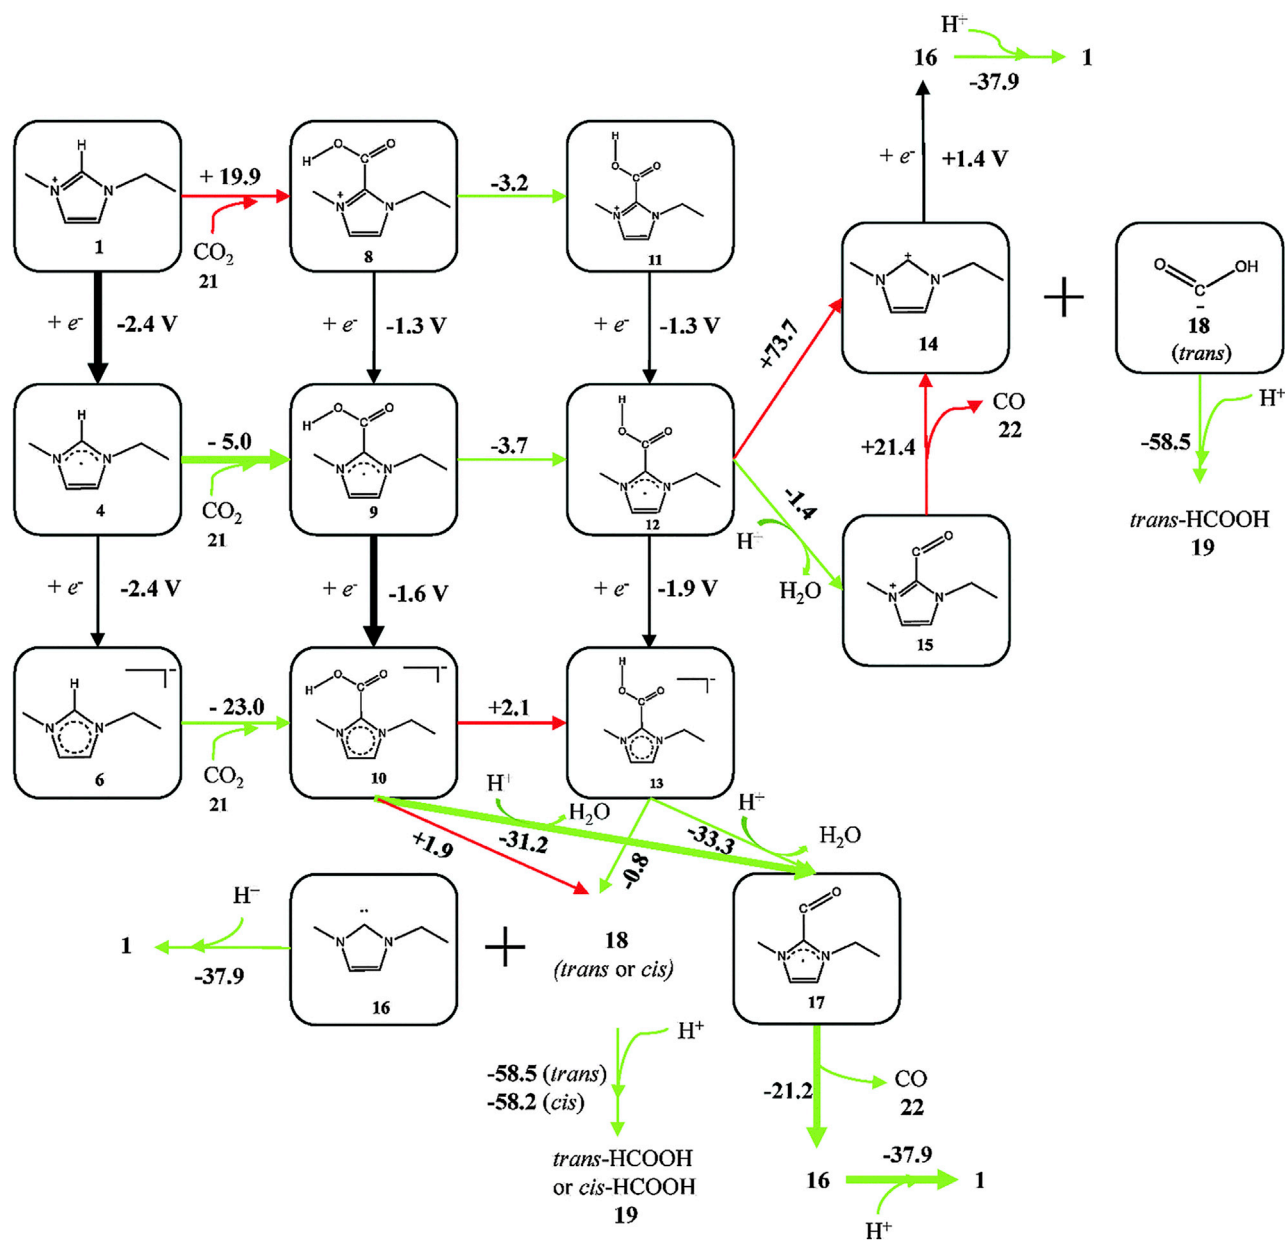 H+
16
1
-37.9
+ e-
+1.4 V
H
N
+
N
1
+ 19.9
CO2
21
H
O
O
C
N
+
N
8
-3.2
H
O
O
C
N
+
N
11
+ e-
-2.4 V
+ e-
-1.3 V
+ e-
-1.3 V
+73.7
+
N
N
14
+
O
OH
C
-
18
(trans)
H
N
N
4
- 5.0
CO2
21
H
O
O
C
N
N
9
-3.7
H
O
O
C
N
N
12
+21.4
CO
22
-58.5
H+
trans-HCOOH
19
-1.4
H+
H2O
O
C
N
+
N
15
+ e-
-2.4 V
+ e-
-1.6 V
+ e-
-1.9 V
H
-
N
N
6
- 23.0
CO2
21
H
O
O
C
-
N
N
10
+2.1
H
O
O
C
-
N
N
13
H+
H2O
-31.2
+1.9
-0.8
-33.3
H+
H2O
1
H+
-37.9
N
N
16
+
18
(trans or cis)
O
C
N
N
17
H+
-58.5 (trans)
-58.2 (cis)
trans-HCOOH
or cis-HCOOH
19
-21.2
CO
22
16
-37.9
1
H+